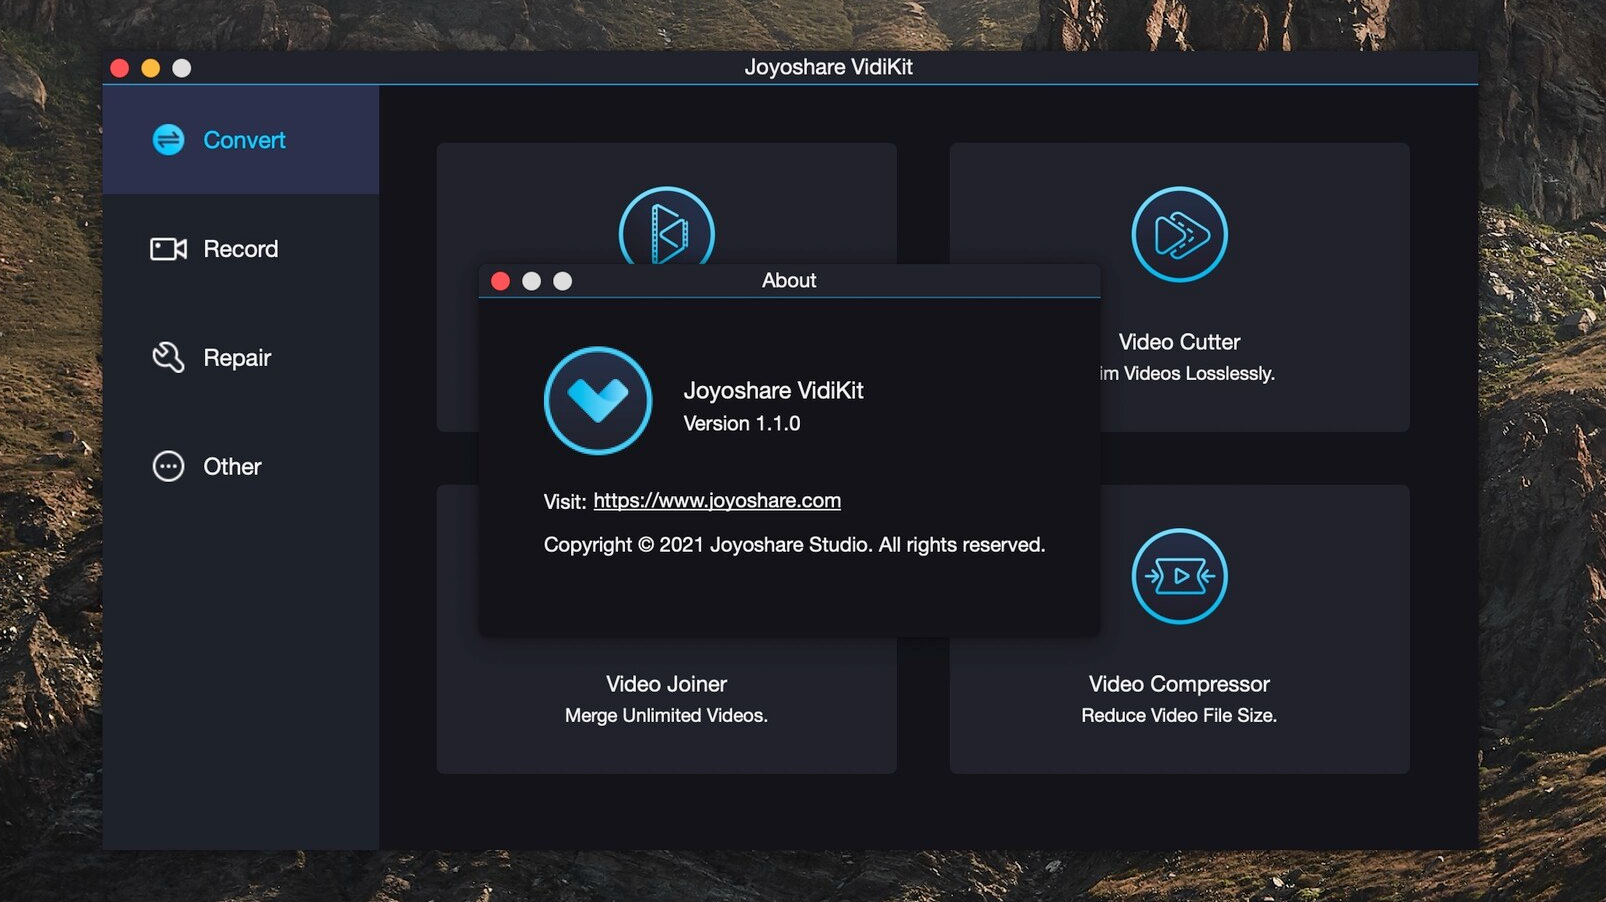 Joyoshare VidiKit
Convert
Record
Repair
Other
Video Cutter
im Videos Losslessly.
About
Joyoshare VidiKit
Version 1.1.0
Visit: https://www.joyoshare.com
Copyright © 2021 Joyoshare Studio. All rights reserved.
Video Joiner
Merge Unlimited Videos.
Video Compressor
Reduce Video File Size.